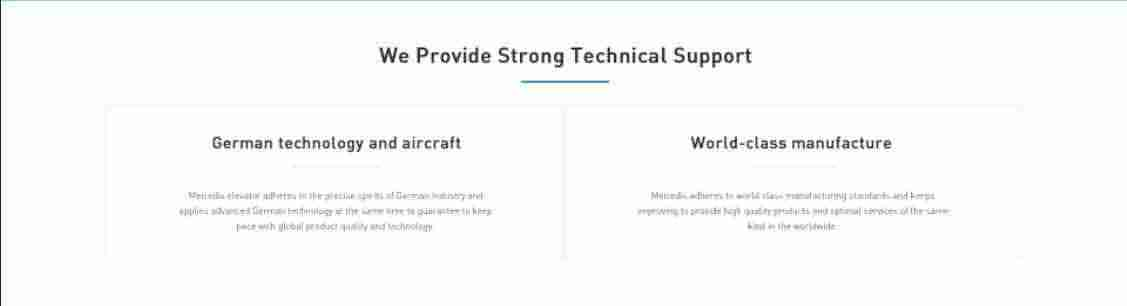 We Provide Strong Technical Support
German technology and aircraft
elevator adheres to the precise spirits of German industry and
applies advanced German technology at the same time to guarantee to keep
pace with global product quality and technology.
World-class manufacture
adheres to world-class manufacturing standards and keeps
improving to provide high quality products and optimal services of the same
kind in the worldwide.